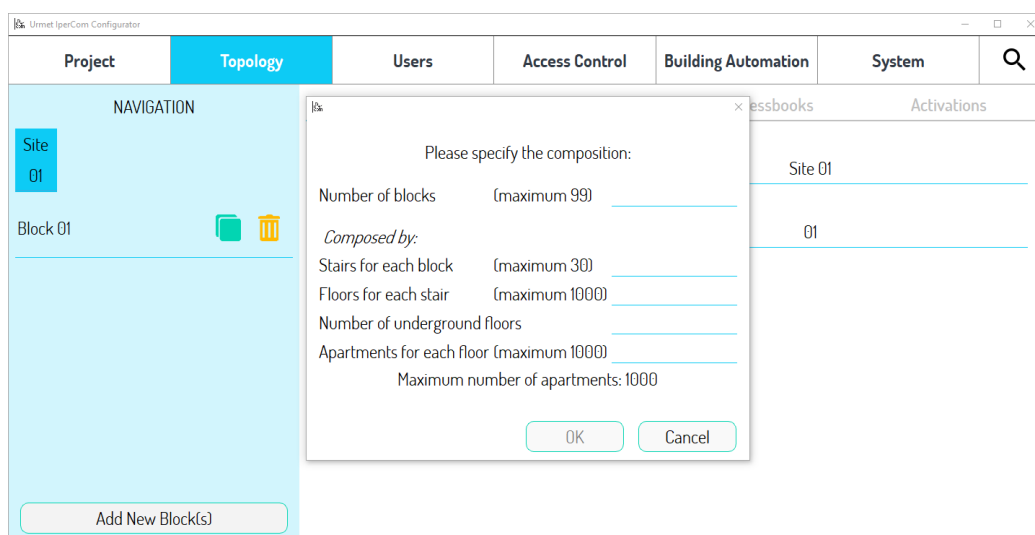 Urmet IperCom Configurator
Project Topology Users Access Control Building Automation System
NAVIGATION
Site
01
Block 01
Add New Block(s)
Please specify the composition:
Number of blocks (maximum 99)
Composed by:
Stairs for each block (maximum 30)
Floors for each stair (maximum 1000)
Number of underground floors
Apartments for each floor (maximum 1000)
Maximum number of apartments: 1000
OK Cancel
essbooks Activations
Site 01
01